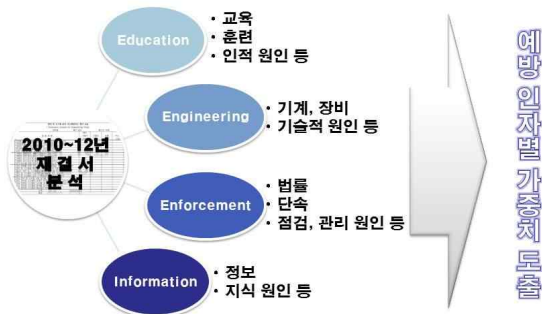 2010~12년
재 결 서
분 석
Education
• 교육
• 훈련
• 인적 원인 등
Engineering
• 기계, 장비
• 기술적 원인 등
Enforcement
• 법률
• 단속
• 점검, 관리 원인 등
Information
• 정보
• 지식 원인 등
예방 인자별 가중치 도출